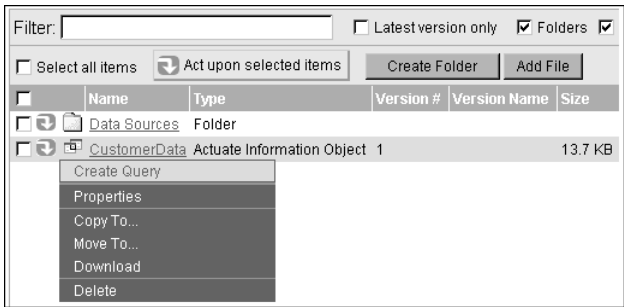 Filter: Latest version only Folders
Select all items Act upon selected items Create Folder Add File
Name Type Version # Version Name Size
Data Sources Folder
CustomerData Actuate Information Object 1 13.7 KB
Create Query
Properties
Copy To...
Move To...
Download
Delete